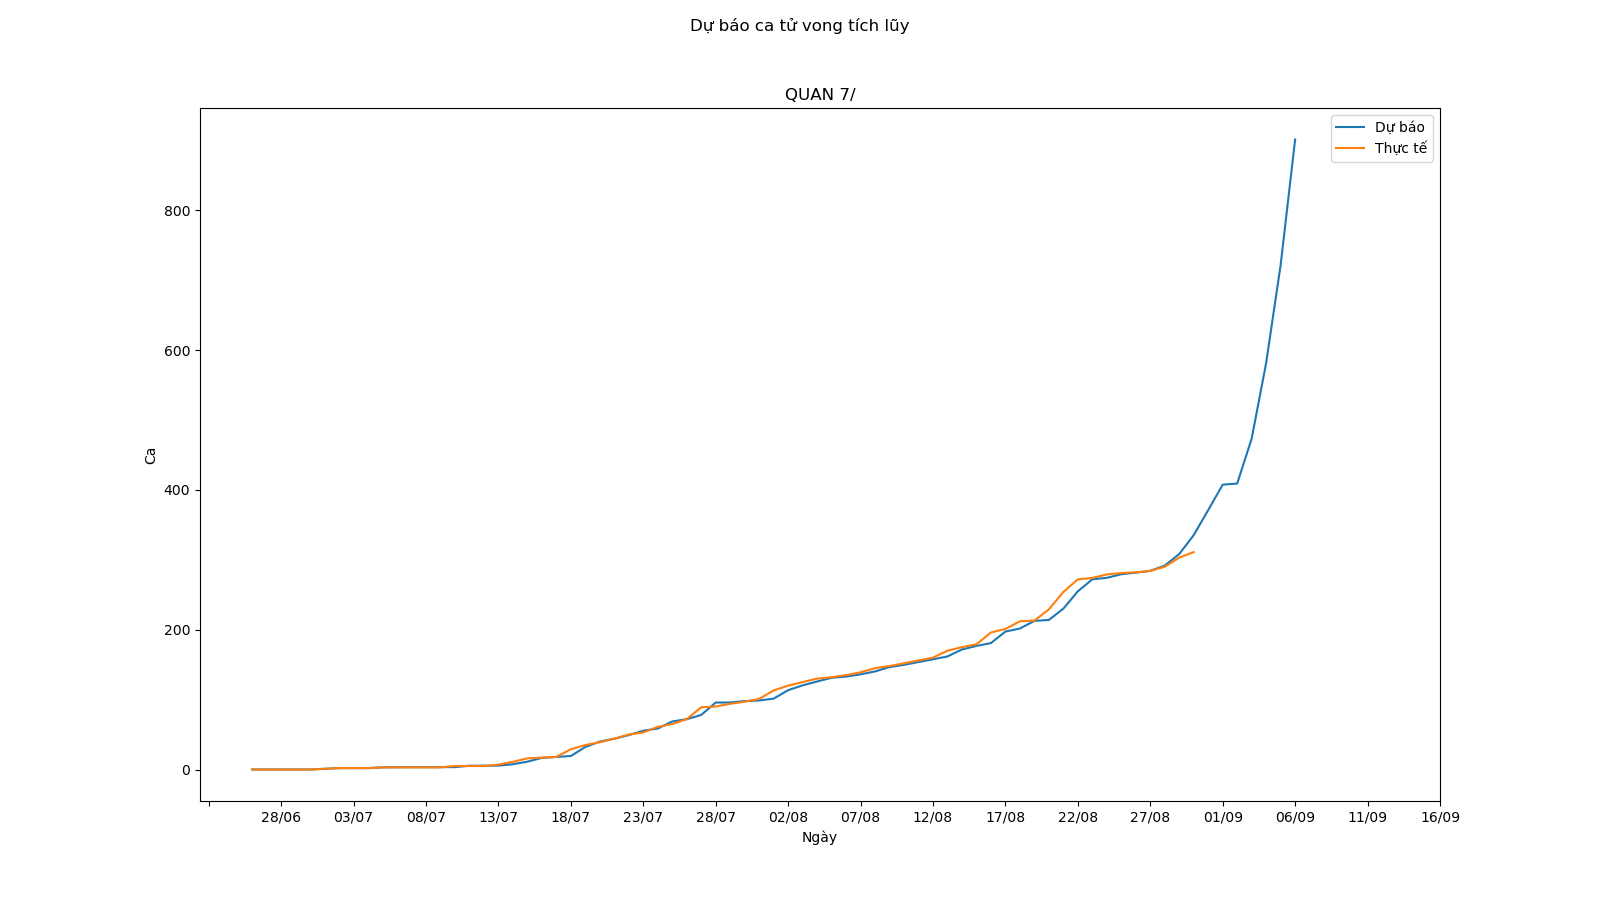 Dự báo ca tử vong tích lũy
QUAN 7/
Dự báo
Thực tế
800
600
400
200
0
Ca
28/06 03/07 08/07 13/07 18/07 23/07 28/07 02/08 07/08 12/08 17/08 22/08 27/08 01/09 06/09 11/09 16/09
Ngày